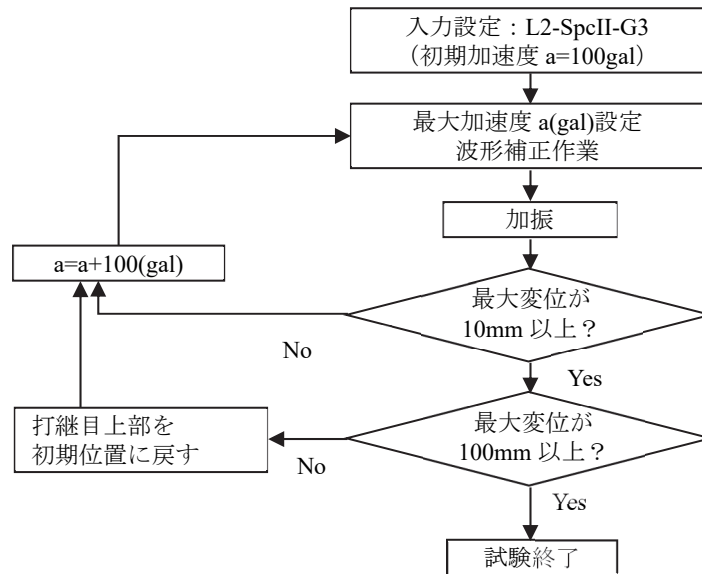 入力設定：L2-SpcII-G3
（初期加速度 a=100gal）
最大加速度 a(gal)設定
波形補正作業
加振
a=a+100(gal)
最大変位が
10mm 以上？
No
Yes
打継目上部を
初期位置に戻す
最大変位が
100mm 以上？
No
Yes
試験終了